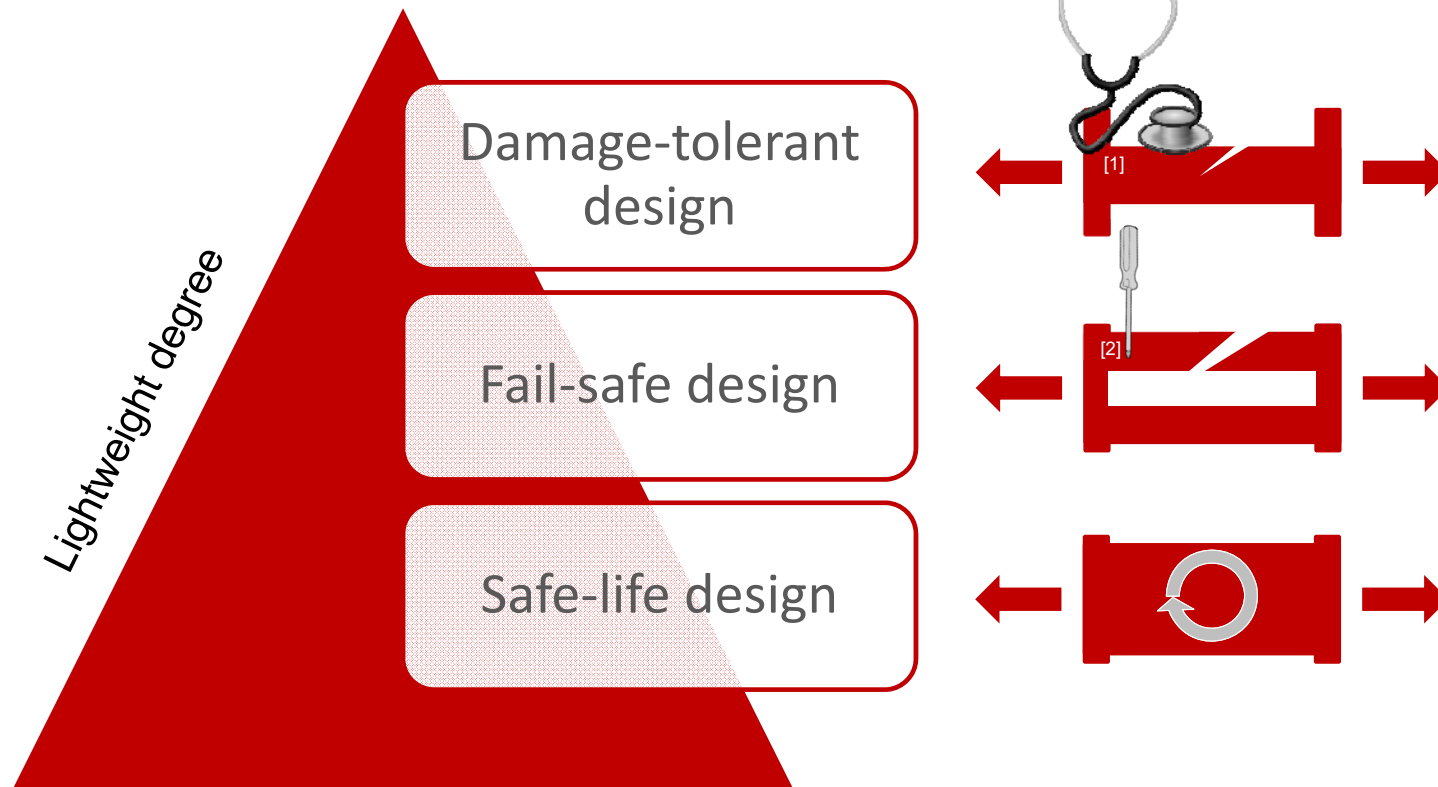 Lightweight degree
Damage-tolerant
design
[1]
Fail-safe design
[2]
Safe-life design